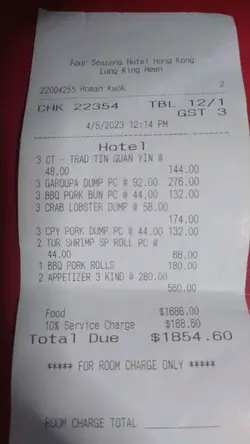 Four Seasons Hotel Hong Kong
Lung King Heen
22004255 Homan Kwok 2
CHK 22354 TBL 12/1
GST 3
4/5/2023 12:14 PM
Hotel
3 CT - TRAD TIN GUAN YIN @
48.00 144.00
3 GAROUPA DUMP PC @ 92.00 276.00
3 BBQ PORK BUN PC @ 44.00 132.00
3 CRAB LOBSTER DUMP @ 58.00
174.00
3 CPY PORK DUMP PC @ 44.00 132.00
2 TUR SHRIMP SP ROLL PC @
44.00 88.00
1 BBQ PORK ROLLS 180.00
2 APPETIZER 3 KIND @ 280.00
560.00
Food $1686.00
10% Service Charge $168.60
Total Due $1854.60
***** FOR ROOM CHARGE ONLY *****
ROOM CHARGE TOTAL